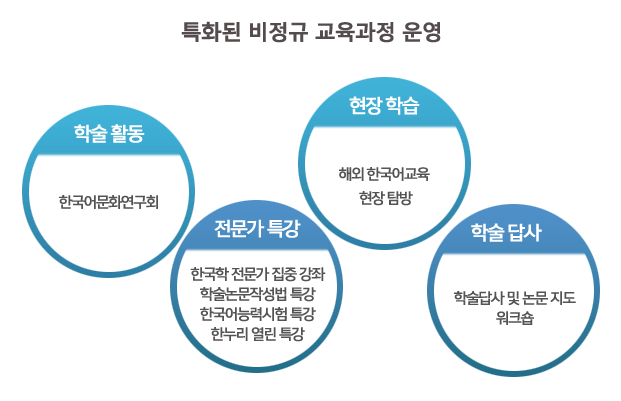 특화된 비정규 교육과정 운영
학술 활동
한국어문화연구회
전문가 특강
한국학 전문가 집중 강좌
학술논문작성법 특강
한국어능력시험 특강
한누리 열린 특강
현장 학습
해외 한국어교육
현장 탐방
학술 답사
학술답사 및 논문 지도
워크숍